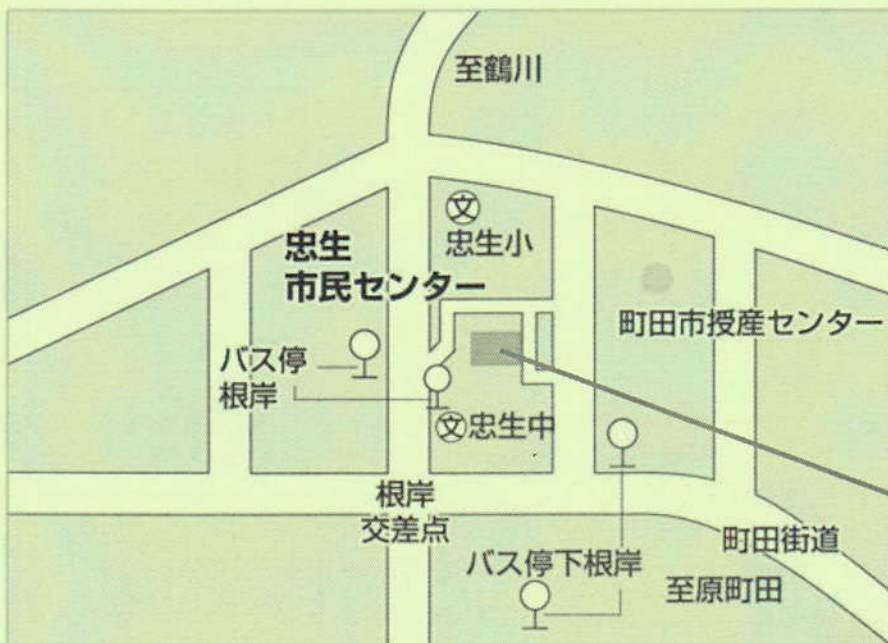 至鶴川
文
忠生小
忠生
市民センター
町田市授産センター
バス停
根岸
文忠生中
根岸
交差点
町田街道
バス停下根岸
至原町田